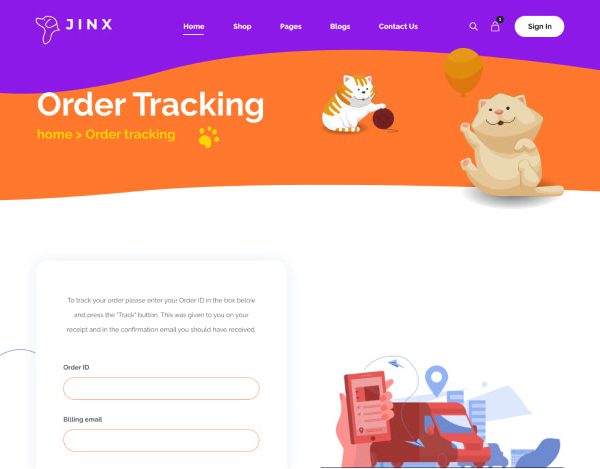 JINX
Home Shop Pages Blogs Contact Us 1 Sign In
Order Tracking
home > Order tracking
To track your order please enter your Order ID in the box below
and press the "Track" button. This was given to you on your
receipt and in the confirmation email you should have received.
Order ID
Billing email